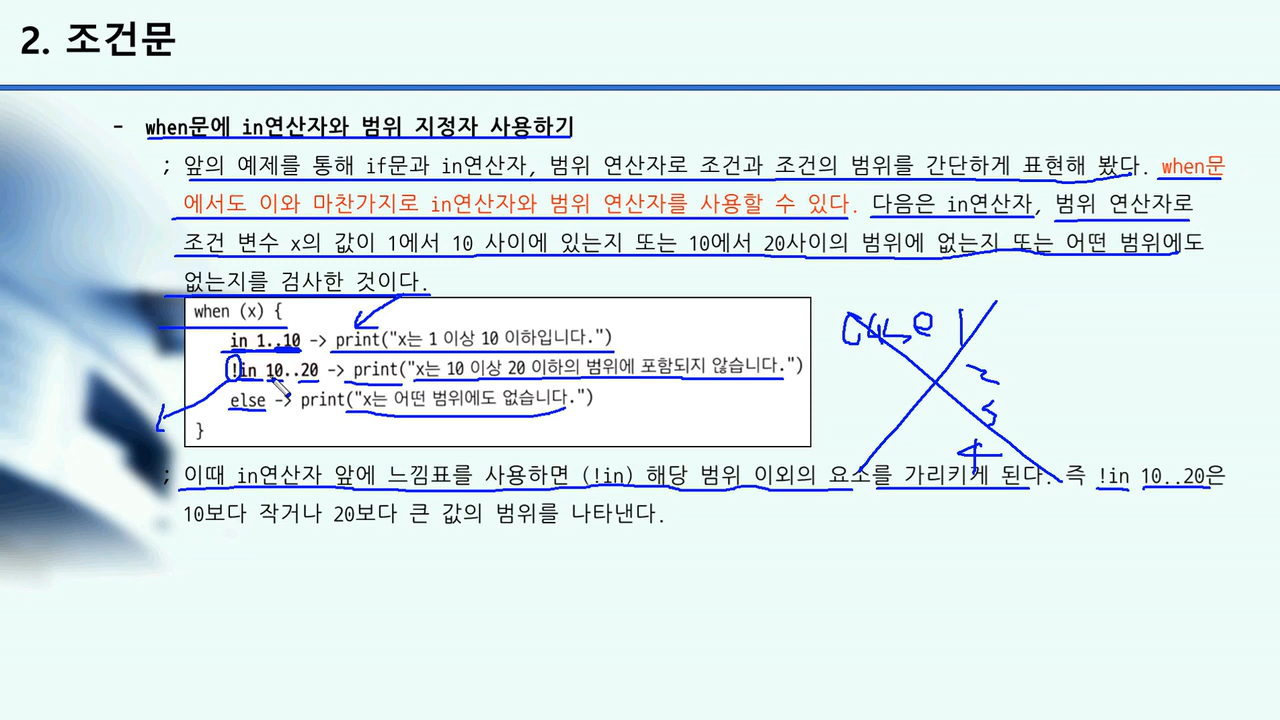 2. 조건문
- when문에 in연산자와 범위 지정자 사용하기
; 앞의 예제를 통해 if문과 in연산자, 범위 연산자로 조건과 조건의 범위를 간단하게 표현해 봤다. when문
에서도 이와 마찬가지로 in연산자와 범위 연산자를 사용할 수 있다. 다음은 in연산자, 범위 연산자로
조건 변수 x의 값이 1에서 10 사이에 있는지 또는 10에서 20사이의 범위에 없는지 또는 어떤 범위에도
없는지를 검사한 것이다.
when (x) {
in 1..10 -> print("x는 1 이상 10 이하입니다.")
!in 10..20 -> print("x는 10 이상 20 이하의 범위에 포함되지 않습니다.")
else -> print("x는 어떤 범위에도 없습니다.")
}
case 1
2
3
4
; 이때 in연산자 앞에 느낌표를 사용하면 (!in) 해당 범위 이외의 요소를 가리키게 된다. 즉 !in 10..20은
10보다 작거나 20보다 큰 값의 범위를 나타낸다.